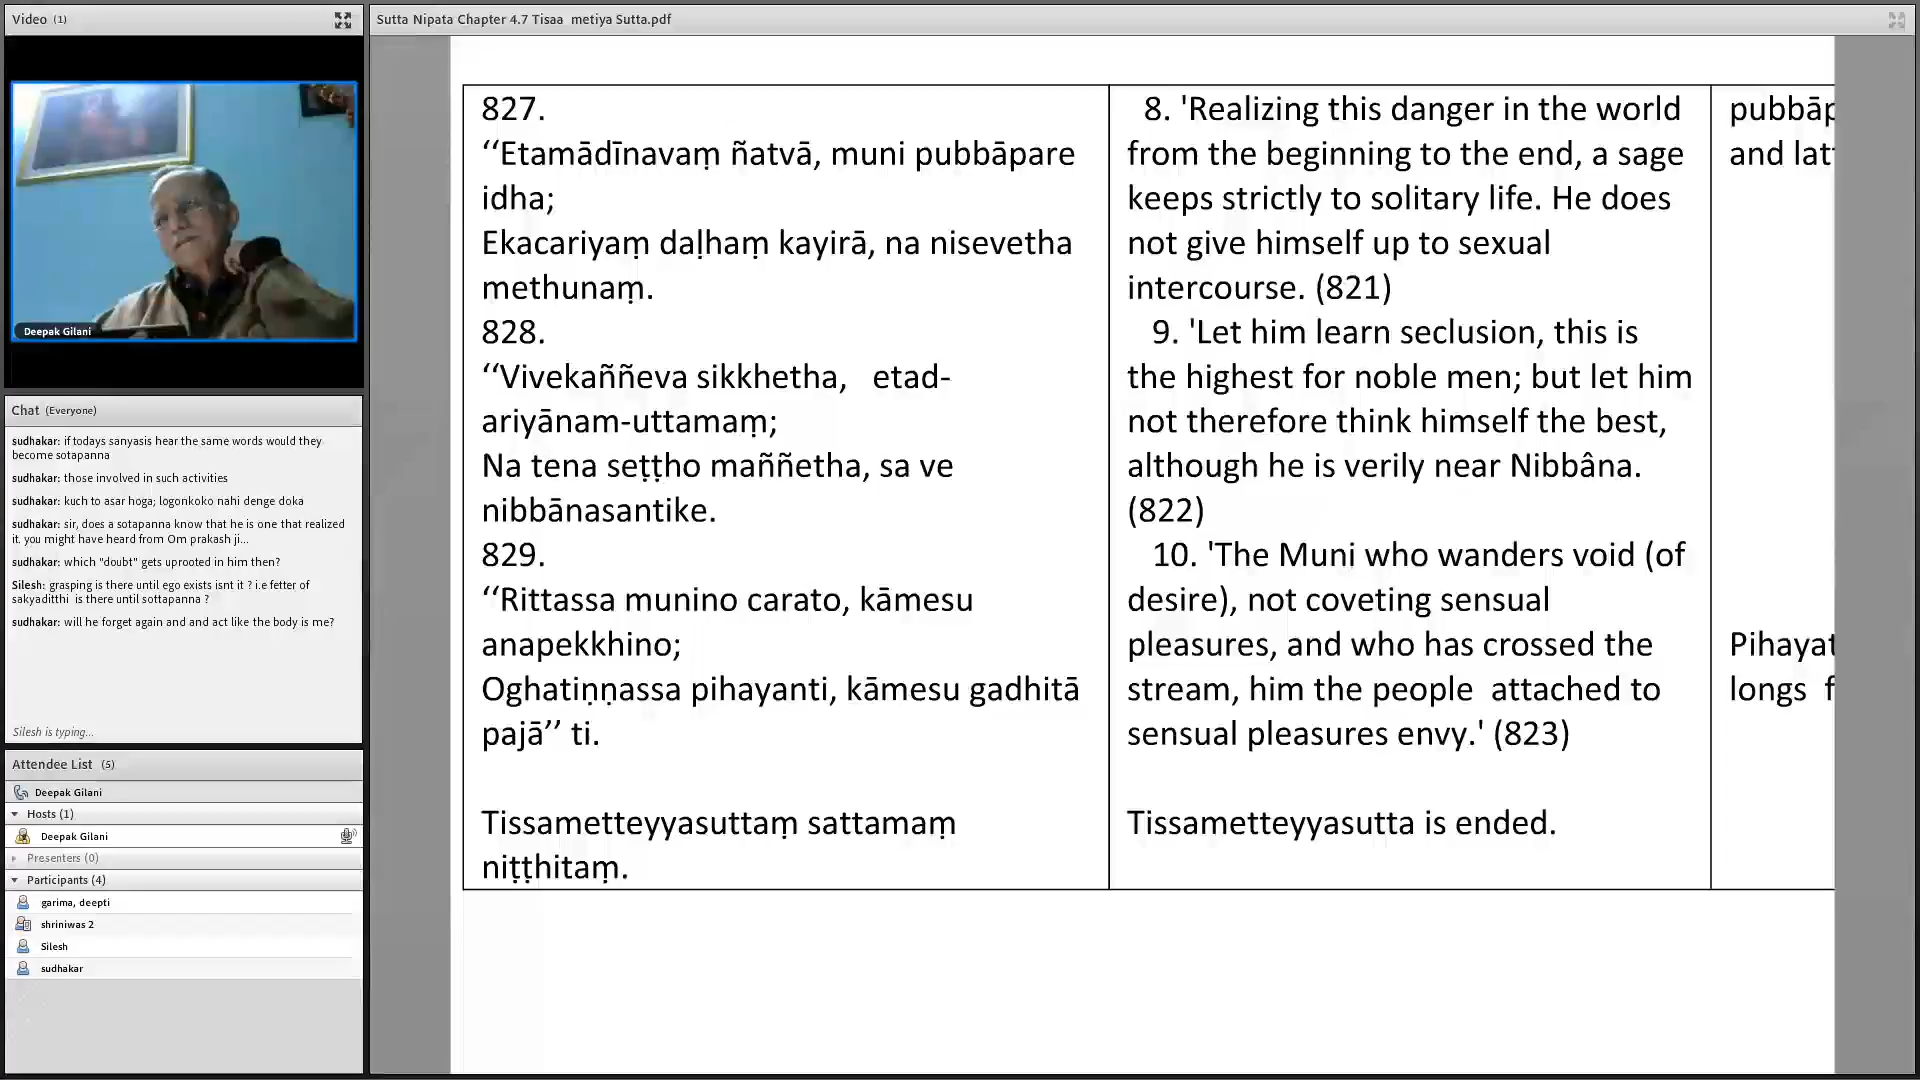 Video (1)
Deepak Gilani
Chat (Everyone)
sudhakar: if todays sanyasis hear the same words would they
become sotapanna
sudhakar: those involved in such activities
sudhakar: kuch to asar hoga; logonkoko nahi denge doka
sudhakar: sir, does a sotapanna know that he is one that realized
it. you might have heard from Om prakash ji...
sudhakar: which "doubt" gets uprooted in him then?
Silesh: grasping is there until ego exists isnt it ? i.e fetter of
sakyaditthi is there until sottapanna ?
sudhakar: will he forget again and and act like the body is me?
Silesh is typing...
Attendee List (5)
Deepak Gilani
Hosts (1)
Deepak Gilani
Presenters (0)
Participants (4)
garima, deepti
shriniwas 2
Silesh
sudhakar
Sutta Nipata Chapter 4.7 Tisaa metiya Sutta.pdf
827.
‘‘Etamādīnavaṃ ñatvā, muni pubbāpare
idha;
Ekacariyaṃ daḷhaṃ kayirā, na nisevetha
methunaṃ.
828.
‘‘Vivekaññeva sikkhetha, etad-
ariyānam-uttamaṃ;
Na tena seṭṭho maññetha, sa ve
nibbānasantike.
829.
‘‘Rittassa munino carato, kāmesu
anapekkhino;
Oghatiṇṇassa pihayanti, kāmesu gadhitā
pajā’’ ti.
Tissametteyyasuttaṃ sattamaṃ
niṭṭhitaṃ.
8. 'Realizing this danger in the world
from the beginning to the end, a sage
keeps strictly to solitary life. He does
not give himself up to sexual
intercourse. (821)
9. 'Let him learn seclusion, this is
the highest for noble men; but let him
not therefore think himself the best,
although he is verily near Nibbâna.
(822)
10. 'The Muni who wanders void (of
desire), not coveting sensual
pleasures, and who has crossed the
stream, him the people attached to
sensual pleasures envy.' (823)
Tissametteyyasutta is ended.
pubbāp
and lat
Pihayat
longs f